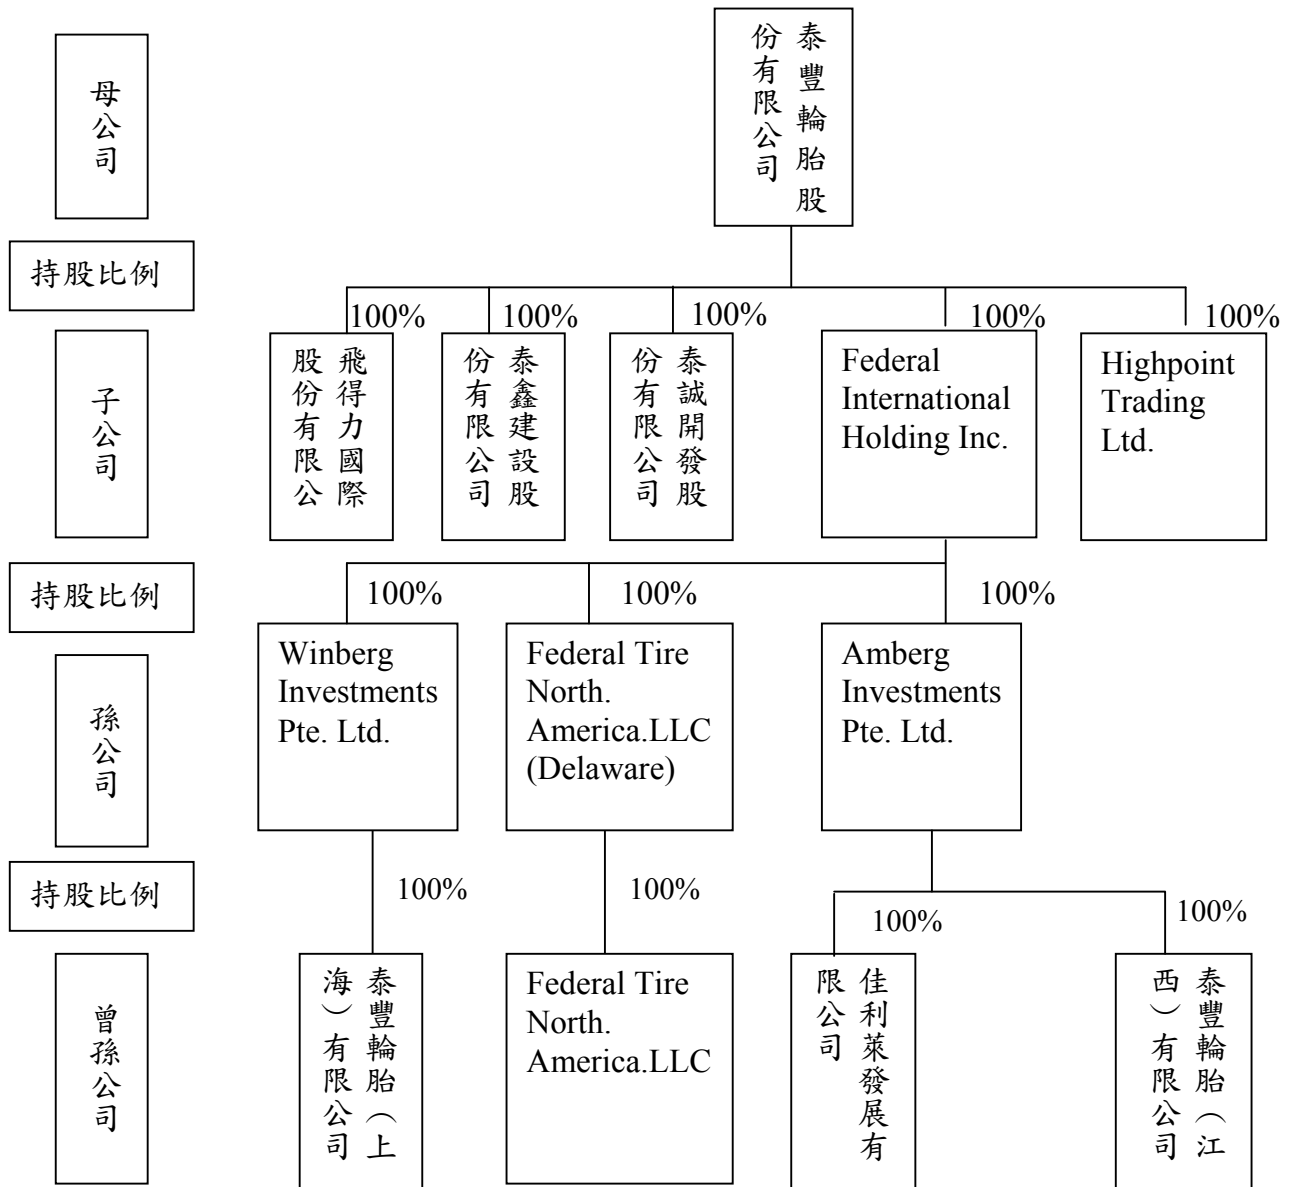 母公司
泰豐輪胎股
份有限公司
持股比例
100%
100%
100%
100%
100%
子公司
飛得力國際
股份有限公
泰鑫建設股
份有限公司
泰誠開發股
份有限公司
Federal
International
Holding Inc.
Highpoint
Trading
Ltd.
持股比例
100%
100%
100%
孫公司
Winberg
Investments
Pte. Ltd.
Federal Tire
North.
America.LLC
(Delaware)
Amberg
Investments
Pte. Ltd.
持股比例
100%
100%
100%
100%
曾孫公司
泰豐輪胎（上
海）有限公司
Federal Tire
North.
America.LLC
佳利萊發展有
限公司
泰豐輪胎（江
西）有限公司